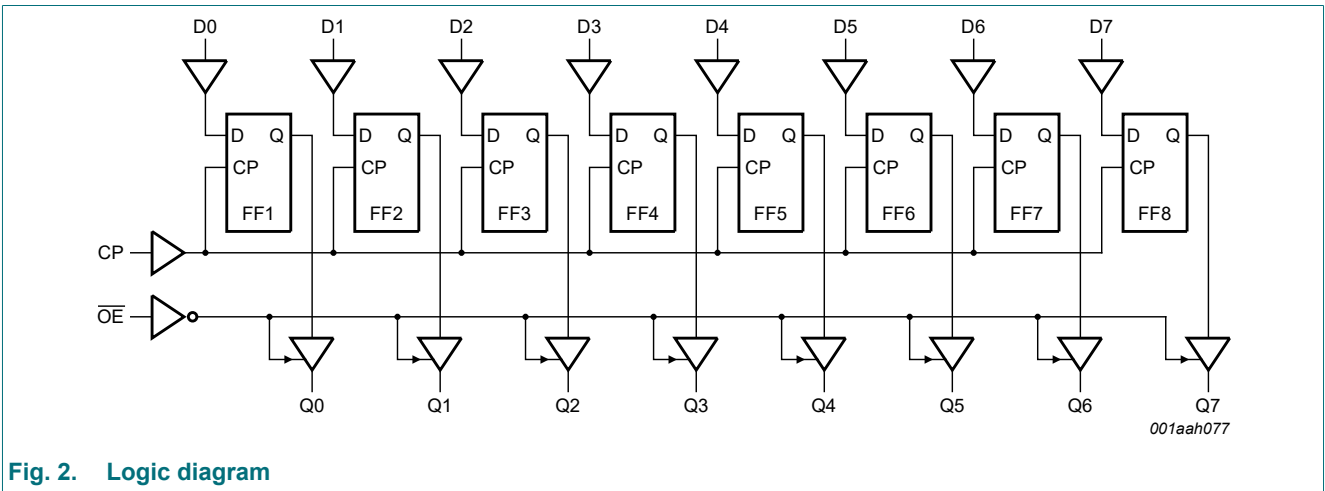 D0 D1 D2 D3 D4 D5 D6 D7
D Q D Q D Q D Q D Q D Q D Q D Q
CP CP CP CP CP CP CP CP
FF1 FF2 FF3 FF4 FF5 FF6 FF7 FF8
CP
O̅E̅
Q0 Q1 Q2 Q3 Q4 Q5 Q6 Q7
001aah077
Fig. 2. Logic diagram